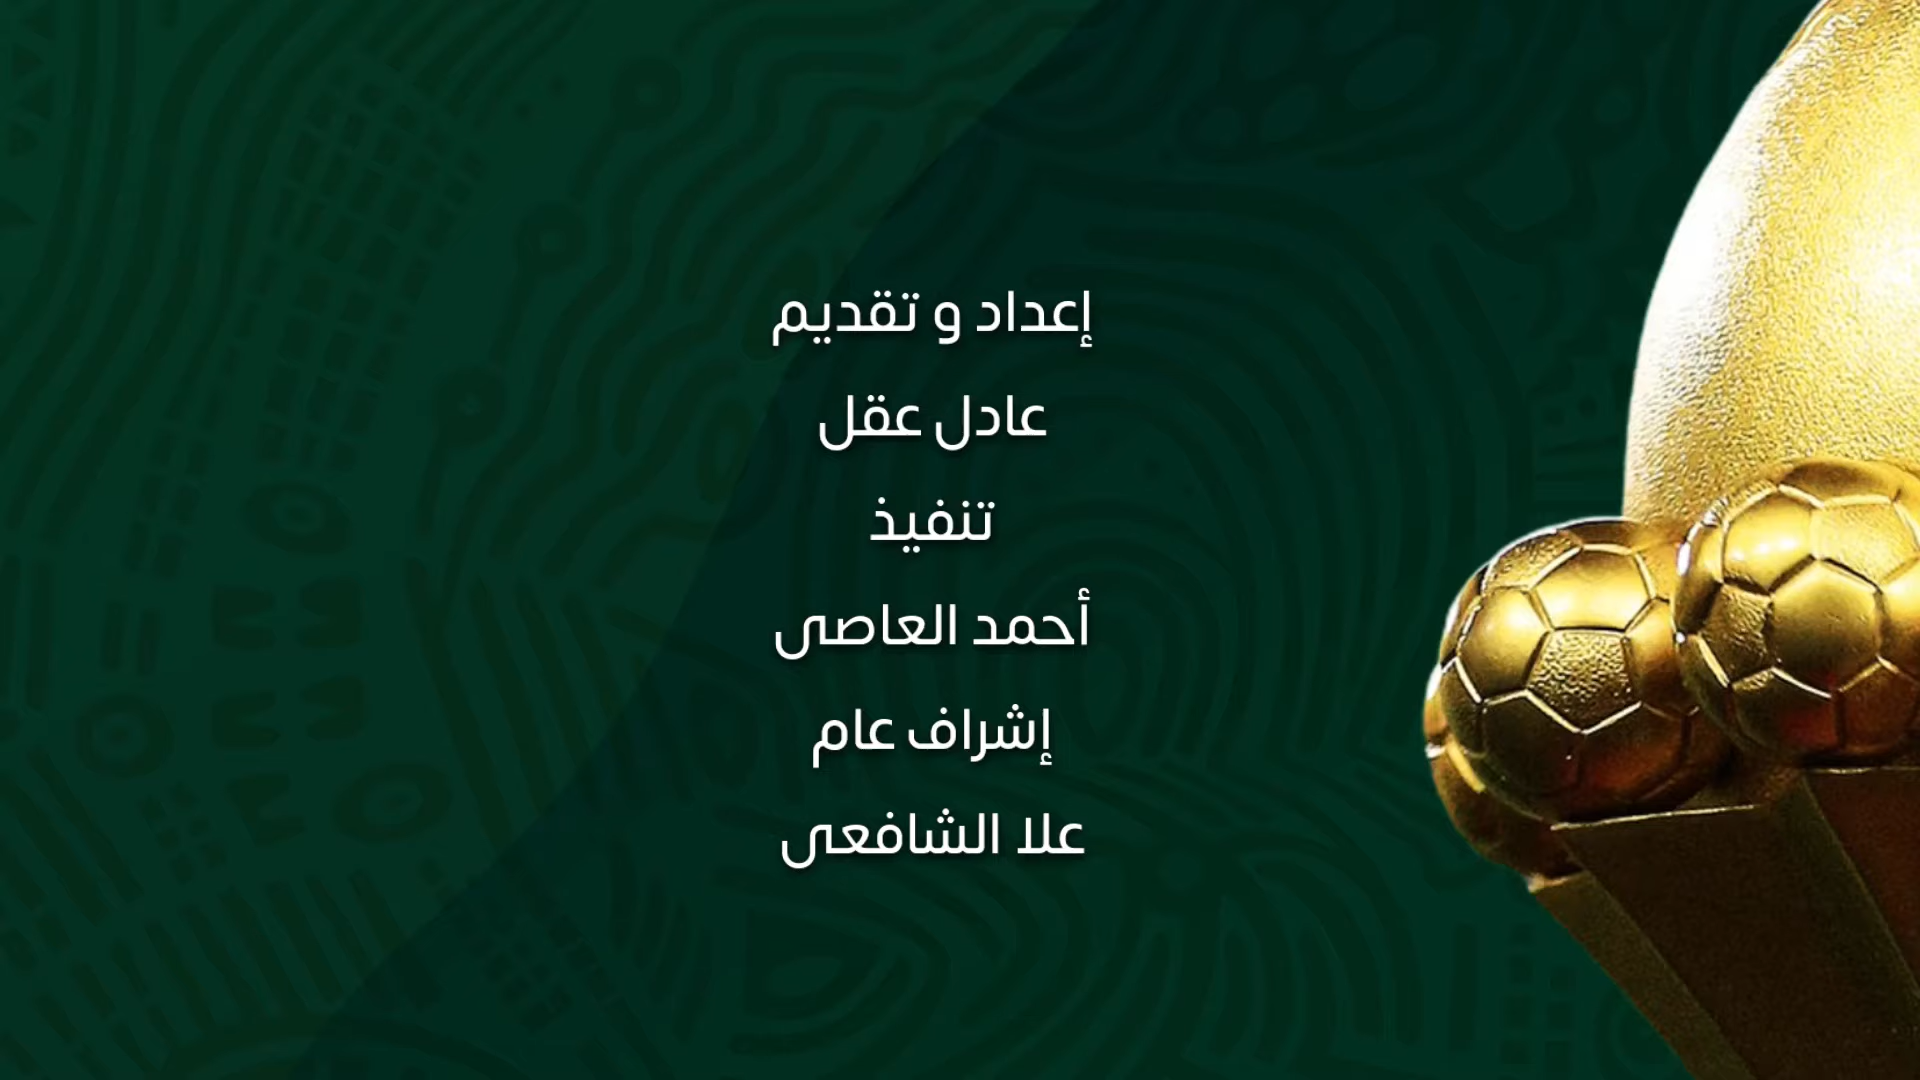 إعداد و تقديم
عادل عقل
تنفيذ
أحمد العاصى
إشراف عام
علا الشافعى